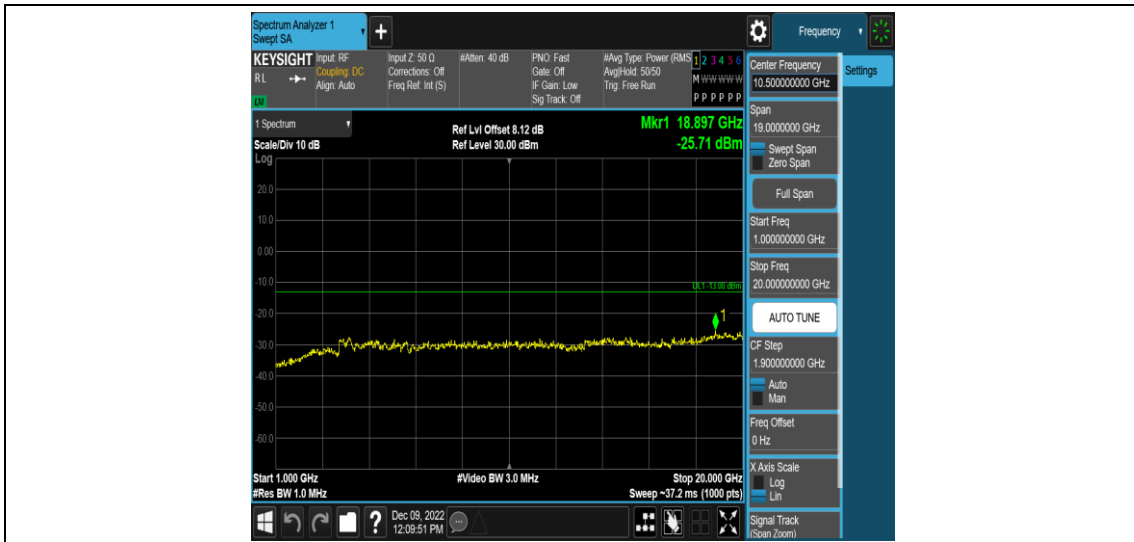 Spectrum Analyzer 1
Swept SA
+
Frequency
KEYSIGHT
RL
LM
Input: RF
Coupling: DC
Align: Auto
Input Z: 50 Ω
Corrections: Off
Freq Ref: Int (S)
#Atten: 40 dB
PNO: Fast
Gate: Off
IF Gain: Low
Sig Track: Off
#Avg Type: Power (RMS
Avg|Hold: 50/50
Trig: Free Run
1 2 3 4 5 6
M W W W W W
P P P P P P
1 Spectrum
Scale/Div 10 dB
Ref Lvl Offset 8.12 dB
Ref Level 30.00 dBm
Mkr1 18.897 GHz
-25.71 dBm
Log
20.0
10.0
0.00
-10.0
DL1 -13.00 dBm
-20.0
1
-30.0
-40.0
-50.0
-60.0
Start 1.000 GHz
#Res BW 1.0 MHz
#Video BW 3.0 MHz
Stop 20.000 GHz
Sweep ~37.2 ms (1000 pts)
Center Frequency
10.500000000 GHz
Settings
Span
19.0000000 GHz
Swept Span
Zero Span
Full Span
Start Freq
1.000000000 GHz
Stop Freq
20.000000000 GHz
AUTO TUNE
CF Step
1.900000000 GHz
Auto
Man
Freq Offset
0 Hz
X Axis Scale
Log
Lin
Signal Track
(Span Zoom)
?
Dec 09, 2022
12:09:51 PM